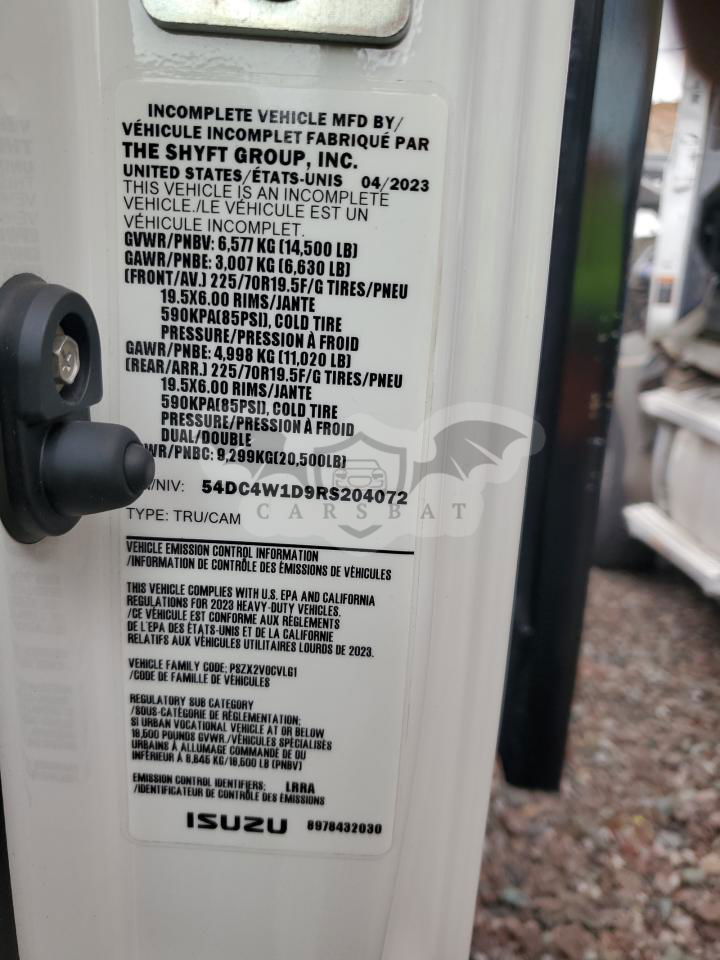 INCOMPLETE VEHICLE MFD BY/
VÉHICULE INCOMPLET FABRIQUÉ PAR
THE SHYFT GROUP, INC.
UNITED STATES/ÉTATS-UNIS 04/2023
THIS VEHICLE IS AN INCOMPLETE
VEHICLE./LE VÉHICULE EST UN
VÉHICULE INCOMPLET.
GVWR/PNBV: 6,577 KG (14,500 LB)
GAWR/PNBE: 3,007 KG (6,630 LB)
(FRONT/AV.) 225/70R19.5F/G TIRES/PNEU
19.5X6.00 RIMS/JANTE
590KPA(85PSI), COLD TIRE
PRESSURE/PRESSION À FROID
GAWR/PNBE: 4,998 KG (11,020 LB)
(REAR/ARR.) 225/70R19.5F/G TIRES/PNEU
19.5X6.00 RIMS/JANTE
590KPA(85PSI), COLD TIRE
PRESSURE/PRESSION À FROID
DUAL/DOUBLE
WR/PNBC: 9,299KG(20,500LB)
/NIV: 54DC4W1D9RS204072
CARSBAT
TYPE: TRU/CAM
VEHICLE EMISSION CONTROL INFORMATION
/INFORMATION DE CONTRÔLE DES ÉMISSIONS DE VÉHICULES
THIS VEHICLE COMPLIES WITH U.S. EPA AND CALIFORNIA
REGULATIONS FOR 2023 HEAVY-DUTY VEHICLES.
/CE VÉHICULE EST CONFORME AUX RÈGLEMENTS
DE L'EPA DES ÉTATS-UNIS ET DE LA CALIFORNIE
RELATIFS AUX VÉHICULES UTILITAIRES LOURDS DE 2023.
VEHICLE FAMILY CODE: PSZX2VOCVLG1
/CODE DE FAMILLE DE VÉHICULES
REGULATORY SUB CATEGORY
/SOUS-CATÉGORIE DE RÉGLEMENTATION:
SI URBAN VOCATIONAL VEHICLE AT OR BELOW
19,500 POUNDS GVWR/VÉHICULES SPÉCIALISÉS
URBAINS À ALLUMAGE COMMANDÉ DE OU
INFÉRIEUR À 8,845 KG/19,500 LB (PNBV)
EMISSION CONTROL IDENTIFIERS: LRRA
/IDENTIFICATEUR DE CONTRÔLE DES ÉMISSIONS
ISUZU 8978432030